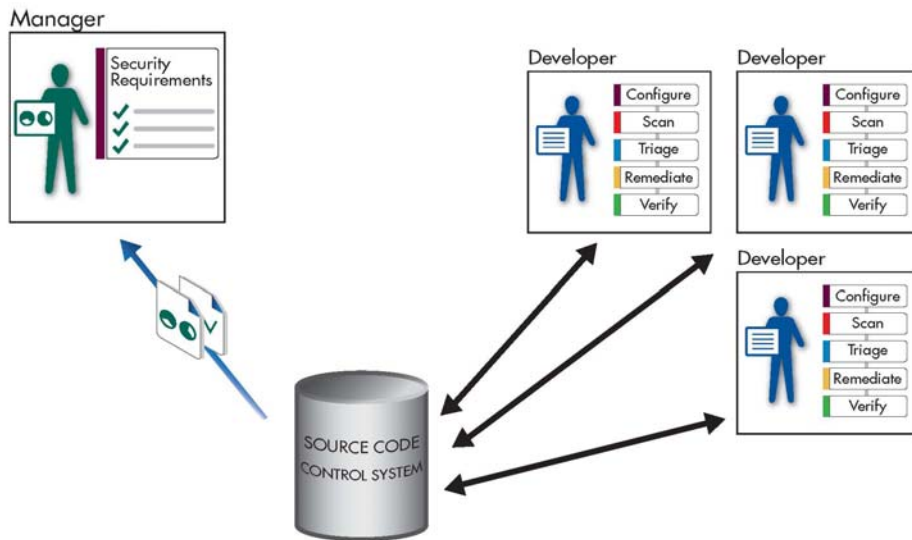 Manager
Security
Requirements
Developer
Configure
Scan
Triage
Remediate
Verify
Developer
Configure
Scan
Triage
Remediate
Verify
Developer
Configure
Scan
Triage
Remediate
Verify
SOURCE CODE
CONTROL SYSTEM